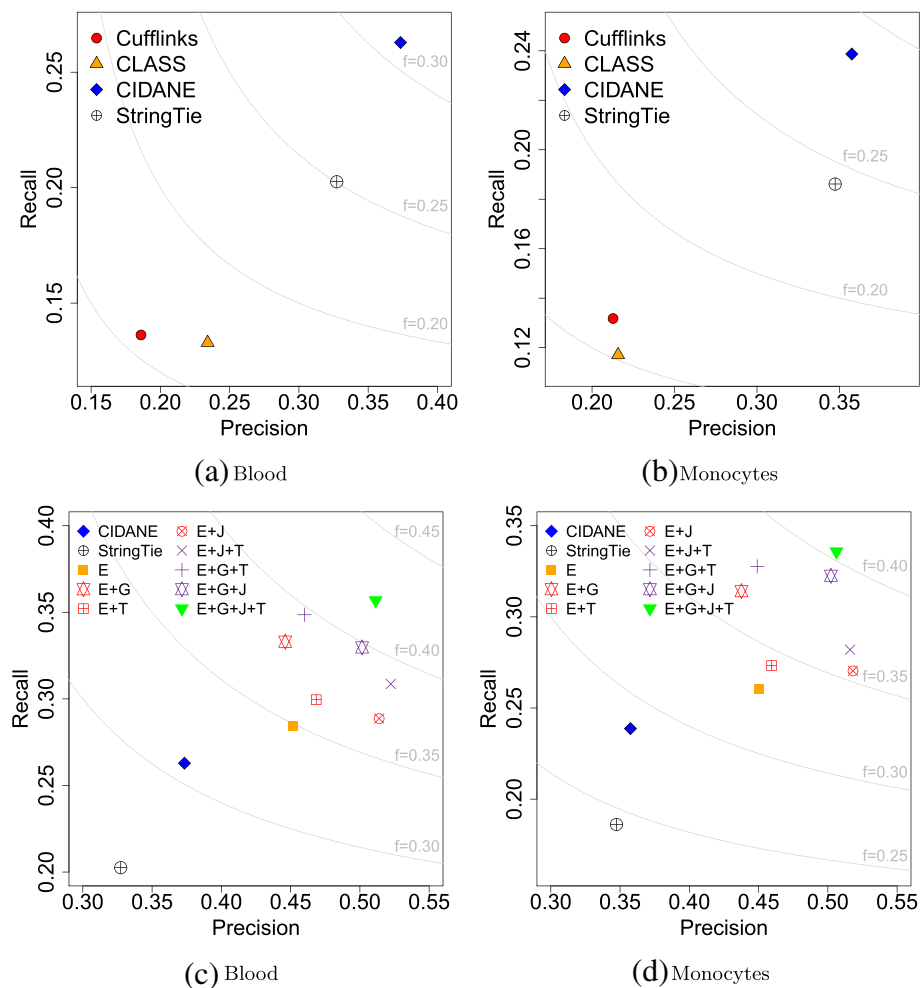 Cufflinks
CLASS
CIDANE
StringTie
f=0.30
f=0.25
f=0.20
Recall
0.15 0.20 0.25
0.15 0.20 0.25 0.30 0.35 0.40
Precision
(a) Blood
Cufflinks
CLASS
CIDANE
StringTie
f=0.25
f=0.20
f=0.15
Recall
0.12 0.16 0.20 0.24
0.20 0.25 0.30 0.35
Precision
(b) Monocytes
CIDANE
StringTie
E
E+G
E+T
E+J
E+J+T
E+G+T
E+G+J
E+G+J+T
f=0.45
f=0.40
f=0.35
f=0.30
Recall
0.20 0.25 0.30 0.35 0.40
0.30 0.35 0.40 0.45 0.50 0.55
Precision
(c) Blood
CIDANE
StringTie
E
E+G
E+T
E+J
E+J+T
E+G+T
E+G+J
E+G+J+T
f=0.40
f=0.35
f=0.30
f=0.25
Recall
0.20 0.25 0.30 0.35
0.30 0.35 0.40 0.45 0.50 0.55
Precision
(d) Monocytes